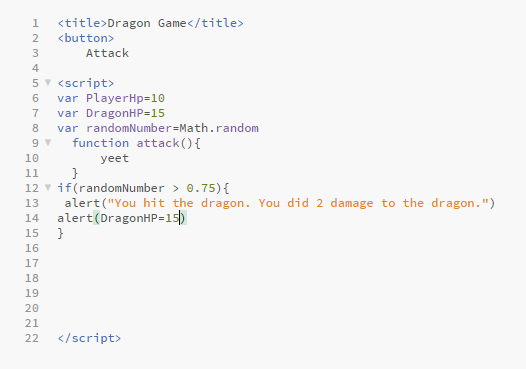 1 <title>Dragon Game</title>
2 <button>
3     Attack
4
5 <script>
6 var PlayerHp=10
7 var DragonHP=15
8 var randomNumber=Math.random
9   function attack(){
10       yeet
11   }
12 if(randomNumber > 0.75){
13  alert("You hit the dragon. You did 2 damage to the dragon.")
14 alert(DragonHP=15)
15 }
16
17
18
19
20
21
22 </script>